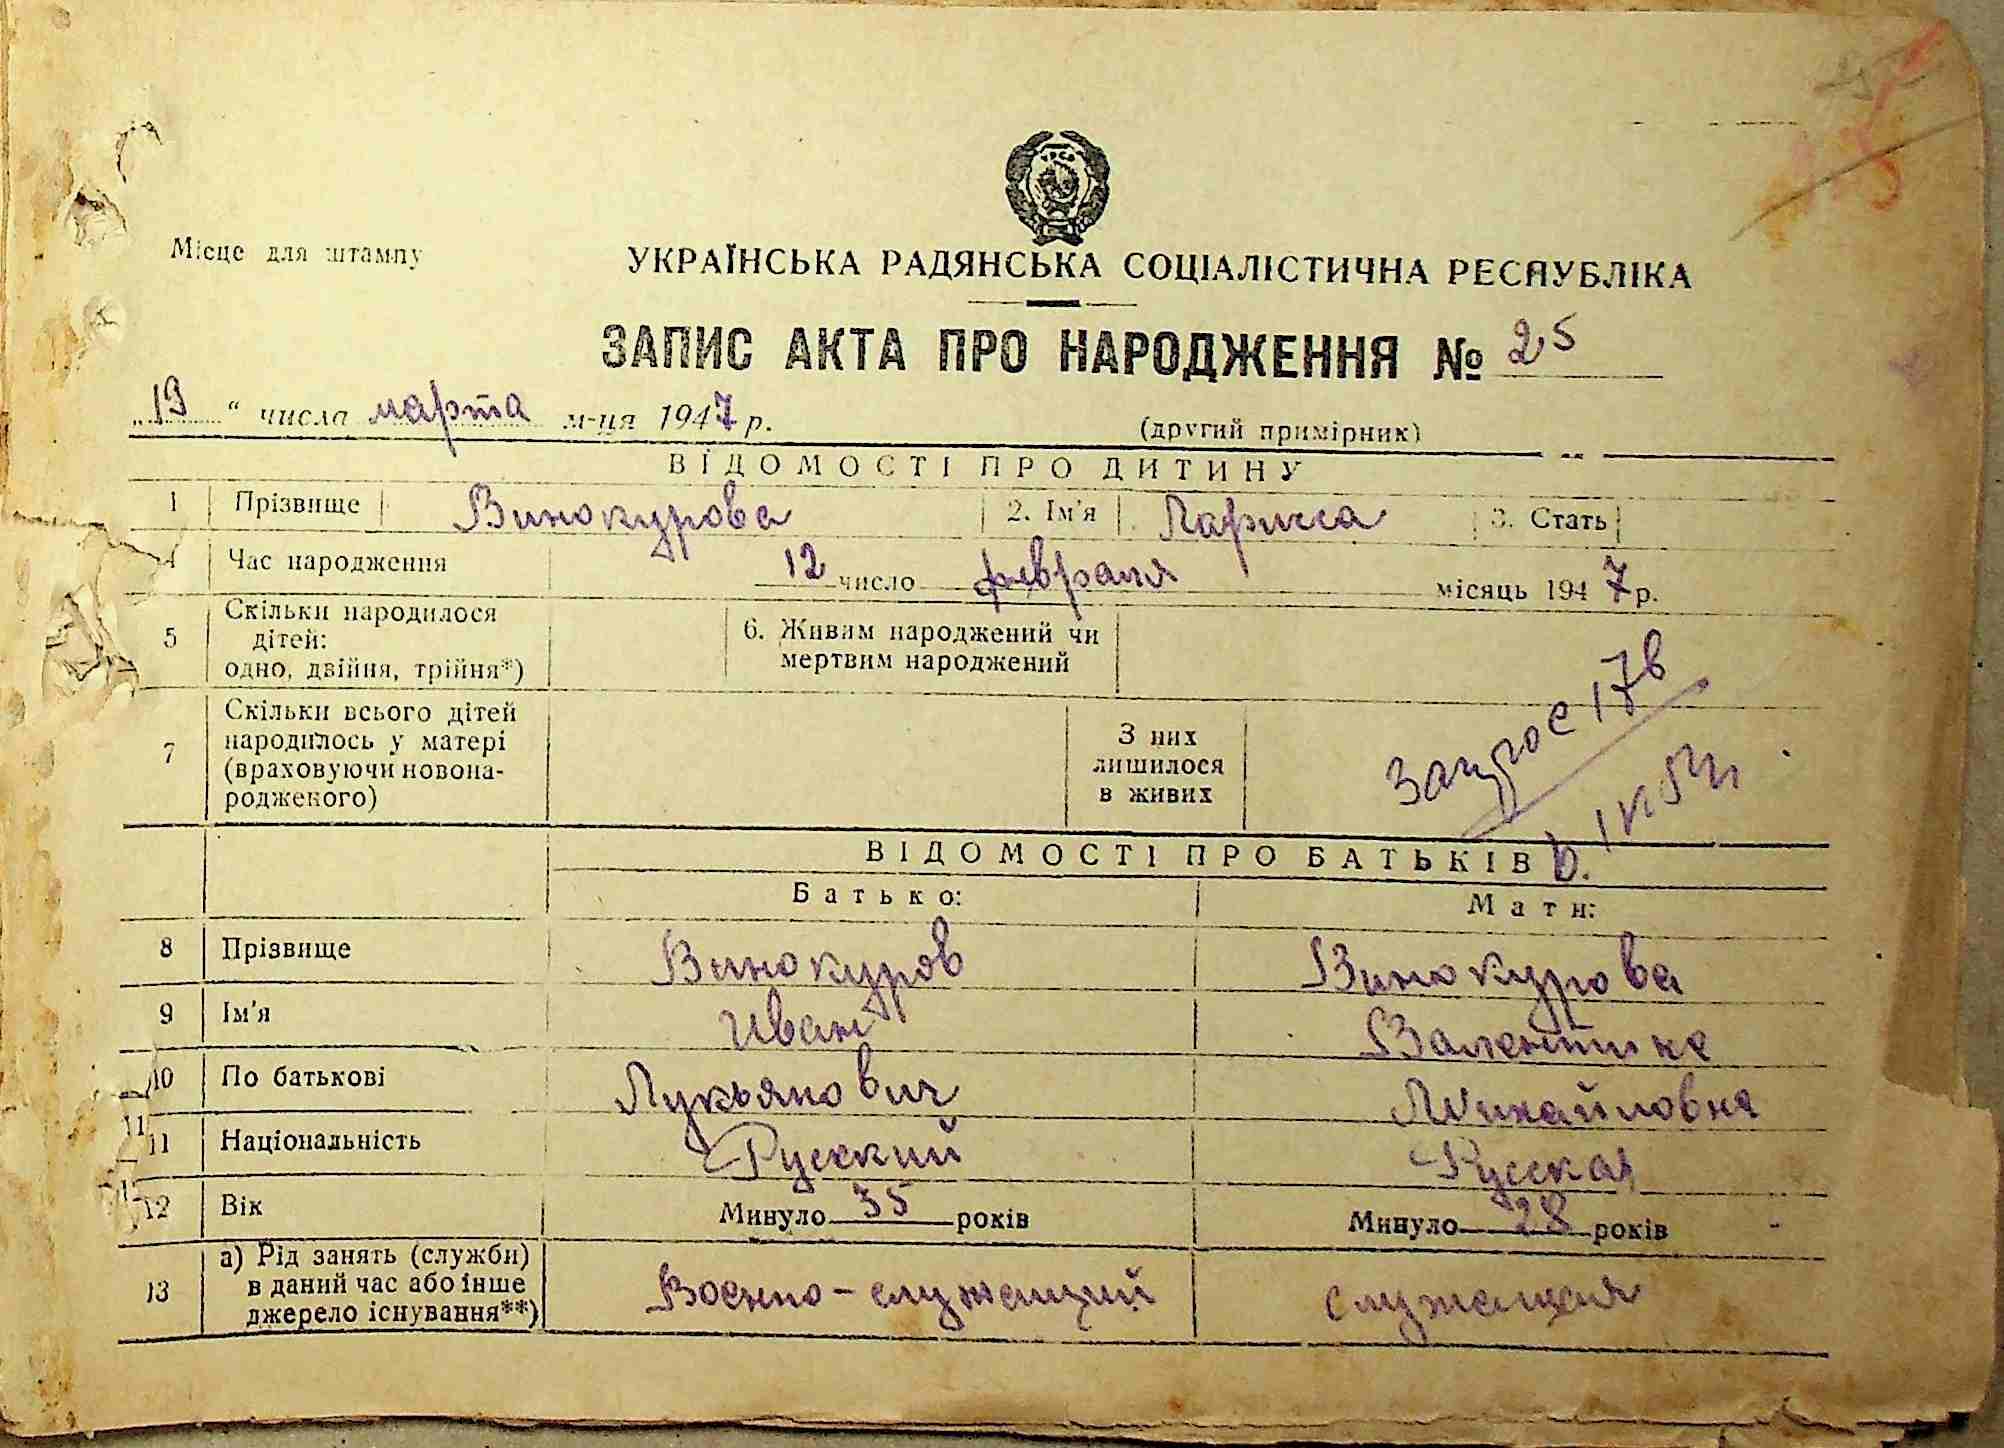 Місце для штампу
УКРАЇНСЬКА РАДЯНСЬКА СОЦІАЛІСТИЧНА РЕСПУБЛІКА
ЗАПИС АКТА ПРО НАРОДЖЕННЯ № 25
„19“ числа марта м-ця 1947 р.
(другий примірник)
ВІДОМОСТІ ПРО ДИТИНУ
1 Прізвище Винокурова 2. Ім'я Лариса 3. Стать
4 Час народження 12 число февраля місяць 1947 р.
5 Скільки народилося дітей: одно, двійня, трійня*) 6. Живим народжений чи мертвим народжений
7 Скільки всього дітей народилось у матері (враховуючи новонародженого) З них лишилося в живих
ВІДОМОСТІ ПРО БАТЬКІВ
Батько: Мати:
8 Прізвище Винокуров Винокурова
9 Ім'я Иван Валентина
10 По батькові Лукьянович Михайловна
11 Національність Русский Русская
12 Вік Минуло 35 років Минуло 28 років
13 а) Рід занять (служби) в даний час або інше джерело існування**) Военно-служащий служащая